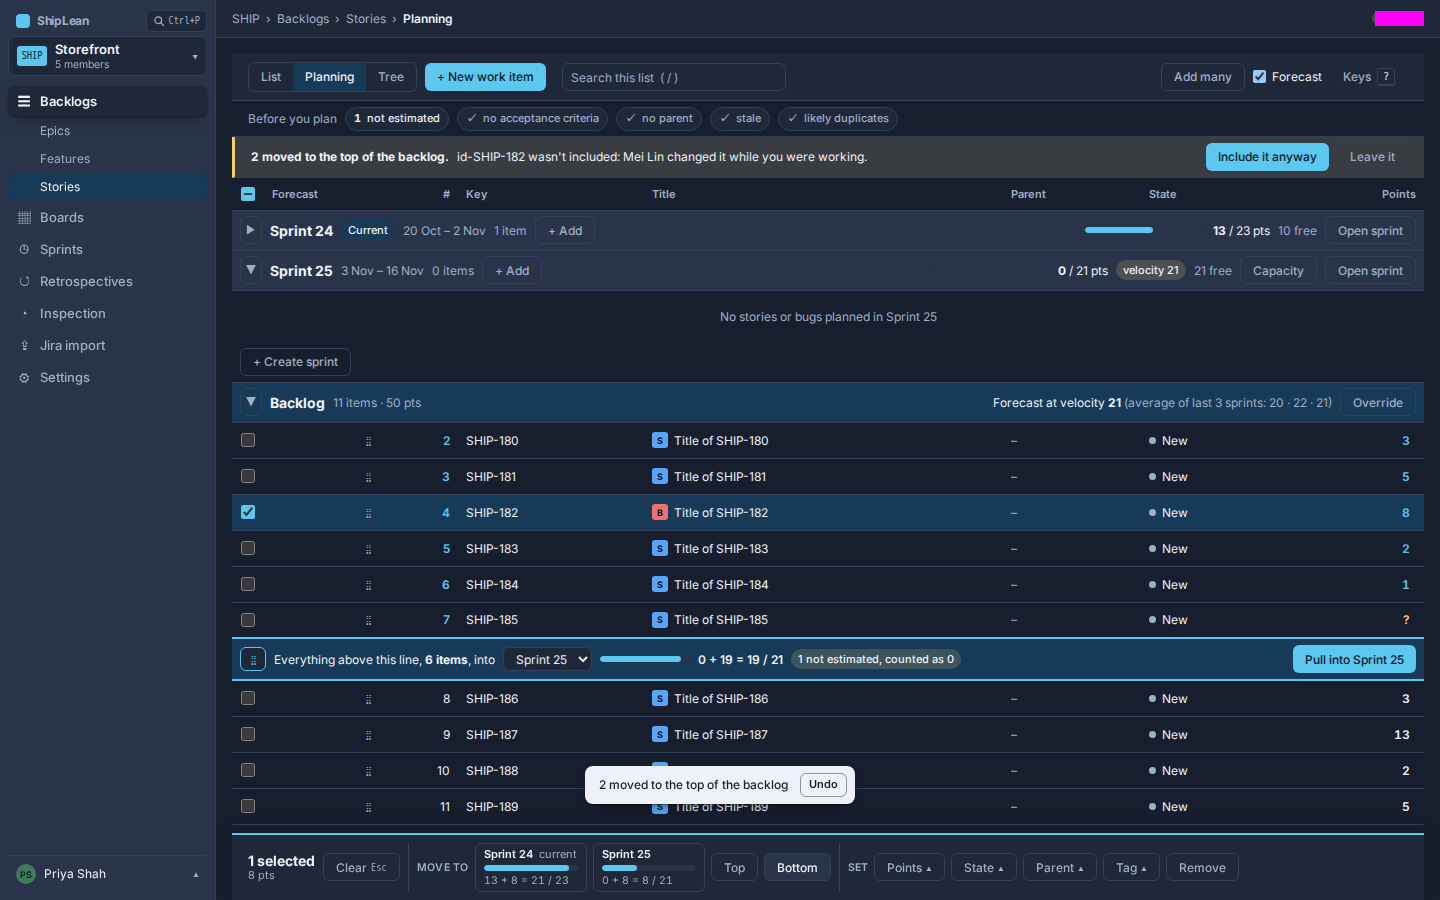 ShipLean
Ctrl+P
SHIP
Storefront
5 members
Backlogs
Epics
Features
Stories
Boards
Sprints
Retrospectives
Inspection
Jira import
Settings
PS Priya Shah
SHIP › Backlogs › Stories › Planning
List Planning Tree + New work item Search this list ( / ) Add many Forecast Keys ?
Before you plan 1 not estimated ✓ no acceptance criteria ✓ no parent ✓ stale ✓ likely duplicates
2 moved to the top of the backlog. id-SHIP-182 wasn't included: Mei Lin changed it while you were working. Include it anyway Leave it
Forecast # Key Title Parent State Points
Sprint 24 Current 20 Oct – 2 Nov 1 item + Add 13 / 23 pts 10 free Open sprint
Sprint 25 3 Nov – 16 Nov 0 items + Add 0 / 21 pts velocity 21 21 free Capacity Open sprint
No stories or bugs planned in Sprint 25
+ Create sprint
Backlog 11 items · 50 pts Forecast at velocity 21 (average of last 3 sprints: 20 · 22 · 21) Override
2 SHIP-180 S Title of SHIP-180 – New 3
3 SHIP-181 S Title of SHIP-181 – New 5
4 SHIP-182 B Title of SHIP-182 – New 8
5 SHIP-183 S Title of SHIP-183 – New 2
6 SHIP-184 S Title of SHIP-184 – New 1
7 SHIP-185 S Title of SHIP-185 – New ?
Everything above this line, 6 items, into Sprint 25 0 + 19 = 19 / 21 1 not estimated, counted as 0 Pull into Sprint 25
8 SHIP-186 S Title of SHIP-186 – New 3
9 SHIP-187 S Title of SHIP-187 – New 13
10 SHIP-188 – New 2
2 moved to the top of the backlog Undo
11 SHIP-189 S Title of SHIP-189 – New 5
1 selected
8 pts
Clear Esc
MOVE TO
Sprint 24 current
13 + 8 = 21 / 23
Sprint 25
0 + 8 = 8 / 21
Top Bottom
SET Points ▴ State ▴ Parent ▴ Tag ▴ Remove